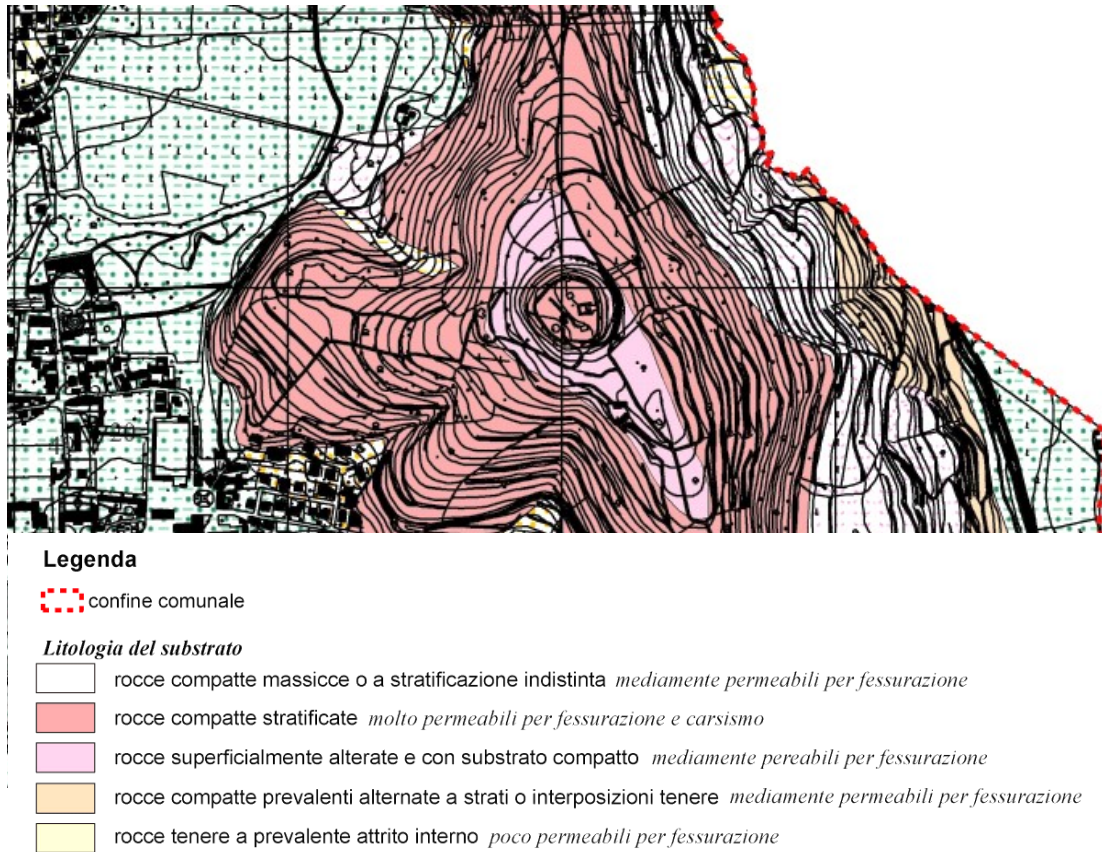 Legenda
confine comunale
Litologia del substrato
rocce compatte massicce o a stratificazione indistinta mediamente permeabili per fessurazione
rocce compatte stratificate molto permeabili per fessurazione e carsismo
rocce superficialmente alterate e con substrato compatto mediamente pereabili per fessurazione
rocce compatte prevalenti alternate a strati o interposizioni tenere mediamente permeabili per fessurazione
rocce tenere a prevalente attrito interno poco permeabili per fessurazione